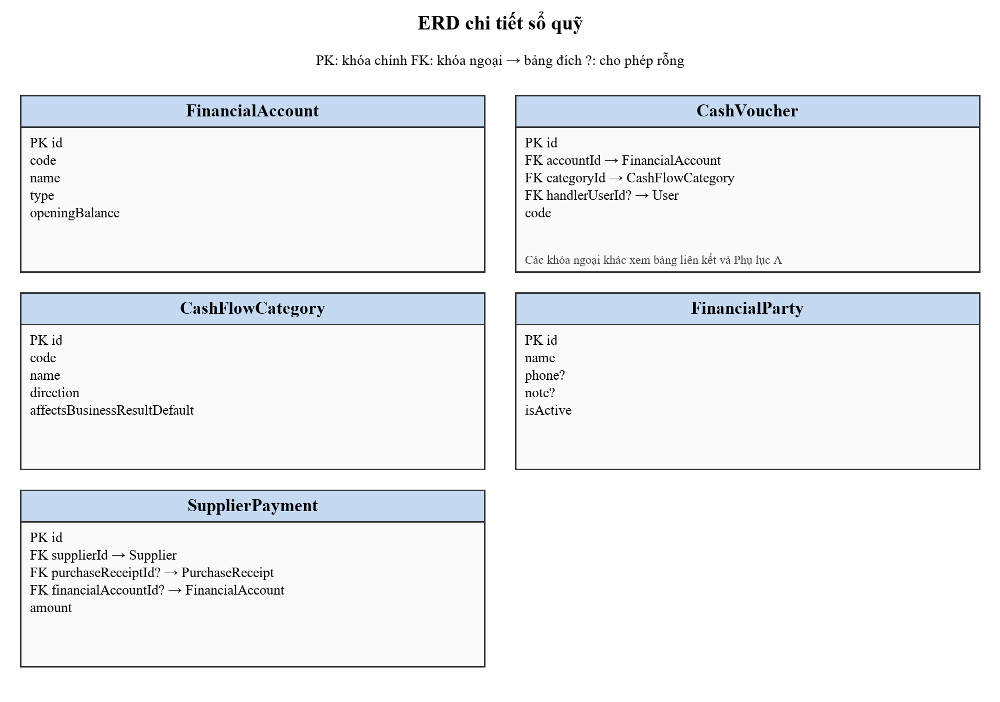 ERD chi tiết sổ quỹ
PK: khóa chính FK: khóa ngoại → bảng đích ?: cho phép rỗng
FinancialAccount
PK id
code
name
type
openingBalance
CashVoucher
PK id
FK accountId → FinancialAccount
FK categoryId → CashFlowCategory
FK handlerUserId? → User
code
Các khóa ngoại khác xem bảng liên kết và Phụ lục A
CashFlowCategory
PK id
code
name
direction
affectsBusinessResultDefault
FinancialParty
PK id
name
phone?
note?
isActive
SupplierPayment
PK id
FK supplierId → Supplier
FK purchaseReceiptId? → PurchaseReceipt
FK financialAccountId? → FinancialAccount
amount